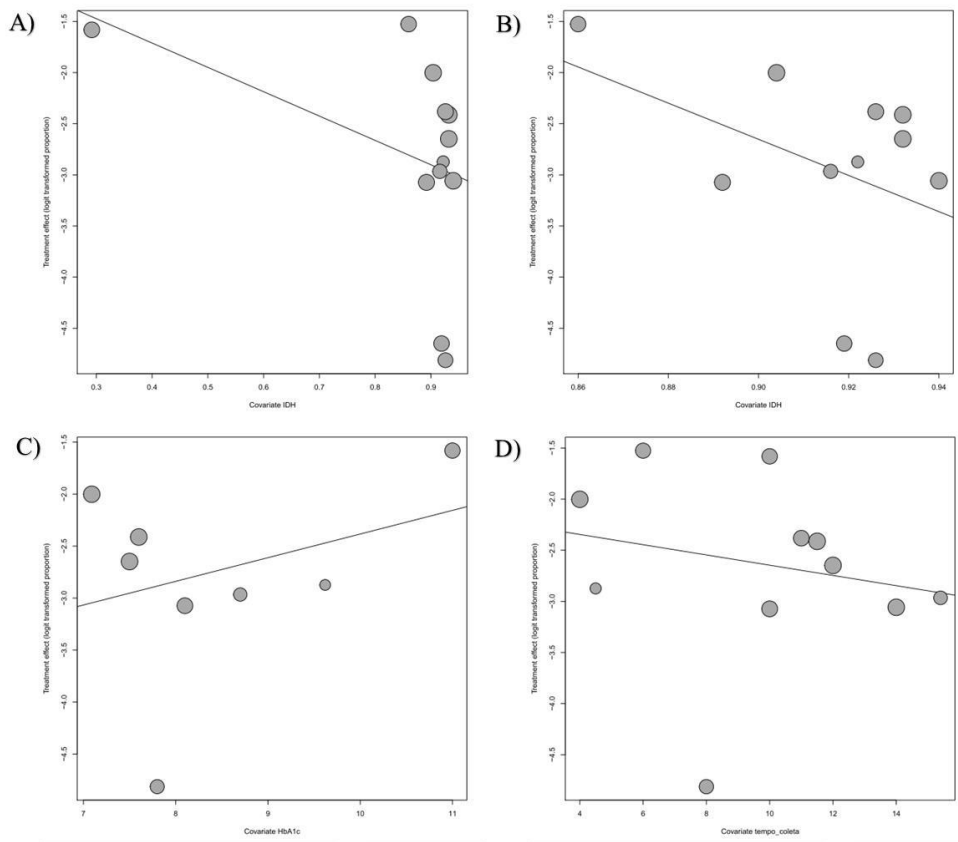 A)
Treatment effect (logit transformed proportion)
−1.5
−2.0
−2.5
−3.0
−3.5
−4.0
−4.5
0.3 0.4 0.5 0.6 0.7 0.8 0.9
Covariate IDH
B)
Treatment effect (logit transformed proportion)
−1.5
−2.0
−2.5
−3.0
−3.5
−4.0
−4.5
0.86 0.88 0.90 0.92 0.94
Covariate IDH
C)
Treatment effect (logit transformed proportion)
−1.5
−2.0
−2.5
−3.0
−3.5
−4.0
−4.5
7 8 9 10 11
Covariate HbA1c
D)
Treatment effect (logit transformed proportion)
−1.5
−2.0
−2.5
−3.0
−3.5
−4.0
−4.5
4 6 8 10 12 14
Covariate tempo_coleta